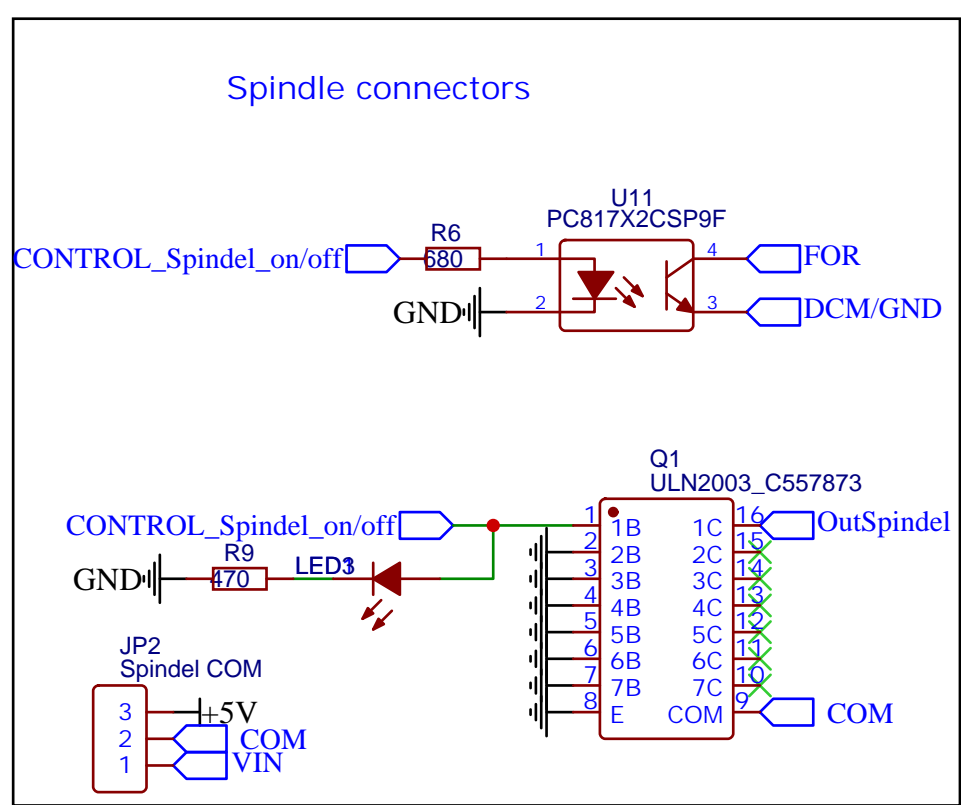 Spindle connectors
U11
PC817X2CSP9F
R6
CONTROL_Spindel_on/off
680
1
4
FOR
GND
2
3
DCM/GND
Q1
ULN2003_C557873
CONTROL_Spindel_on/off
1
1B
1C
16
OutSpindel
2
2B
2C
15
R9
GND
470
3
3B
3C
14
4
4B
4C
13
5
5B
5C
12
6
6B
6C
11
7
7B
7C
10
8
E
COM
9
COM
JP2
Spindel COM
3
+5V
2
COM
1
VIN